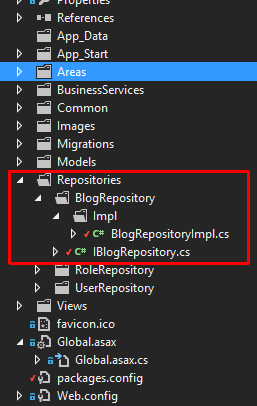 Properties
References
App_Data
App_Start
Areas
BusinessServices
Common
Images
Migrations
Models
Repositories
BlogRepository
Impl
C# BlogRepositoryImpl.cs
C# IBlogRepository.cs
RoleRepository
UserRepository
Views
favicon.ico
Global.asax
Global.asax.cs
packages.config
Web.config